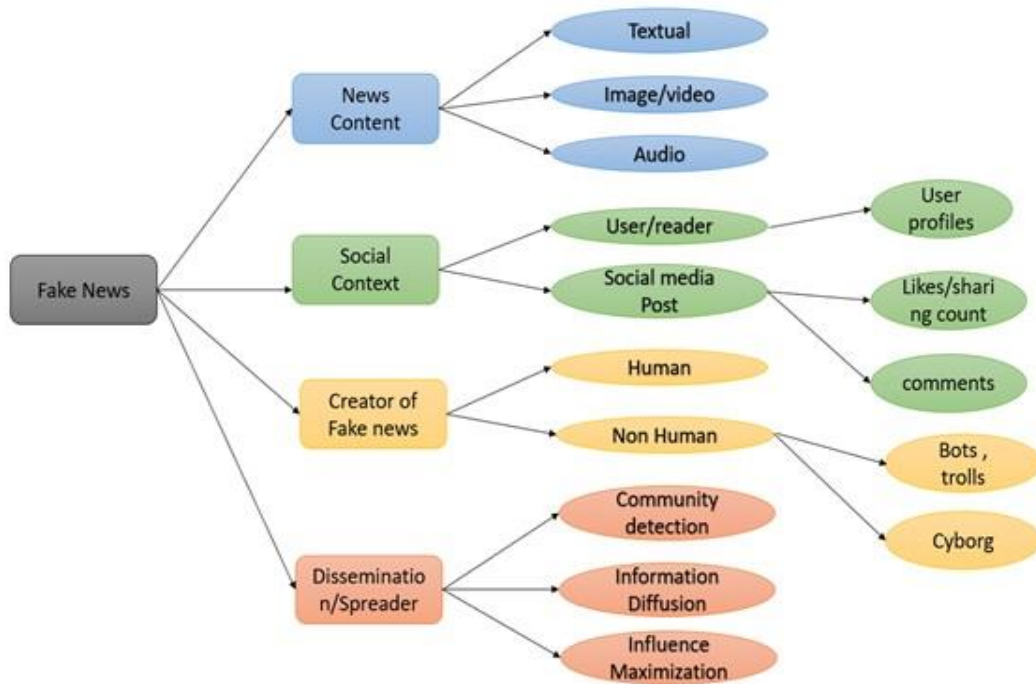 Fake News
News
Content
Textual
Image/video
Audio
Social
Context
User/reader
User
profiles
Social media
Post
Likes/shari
ng count
comments
Creator of
Fake news
Human
Non Human
Bots ,
trolls
Cyborg
Disseminatio
n/Spreader
Community
detection
Information
Diffusion
Influence
Maximization